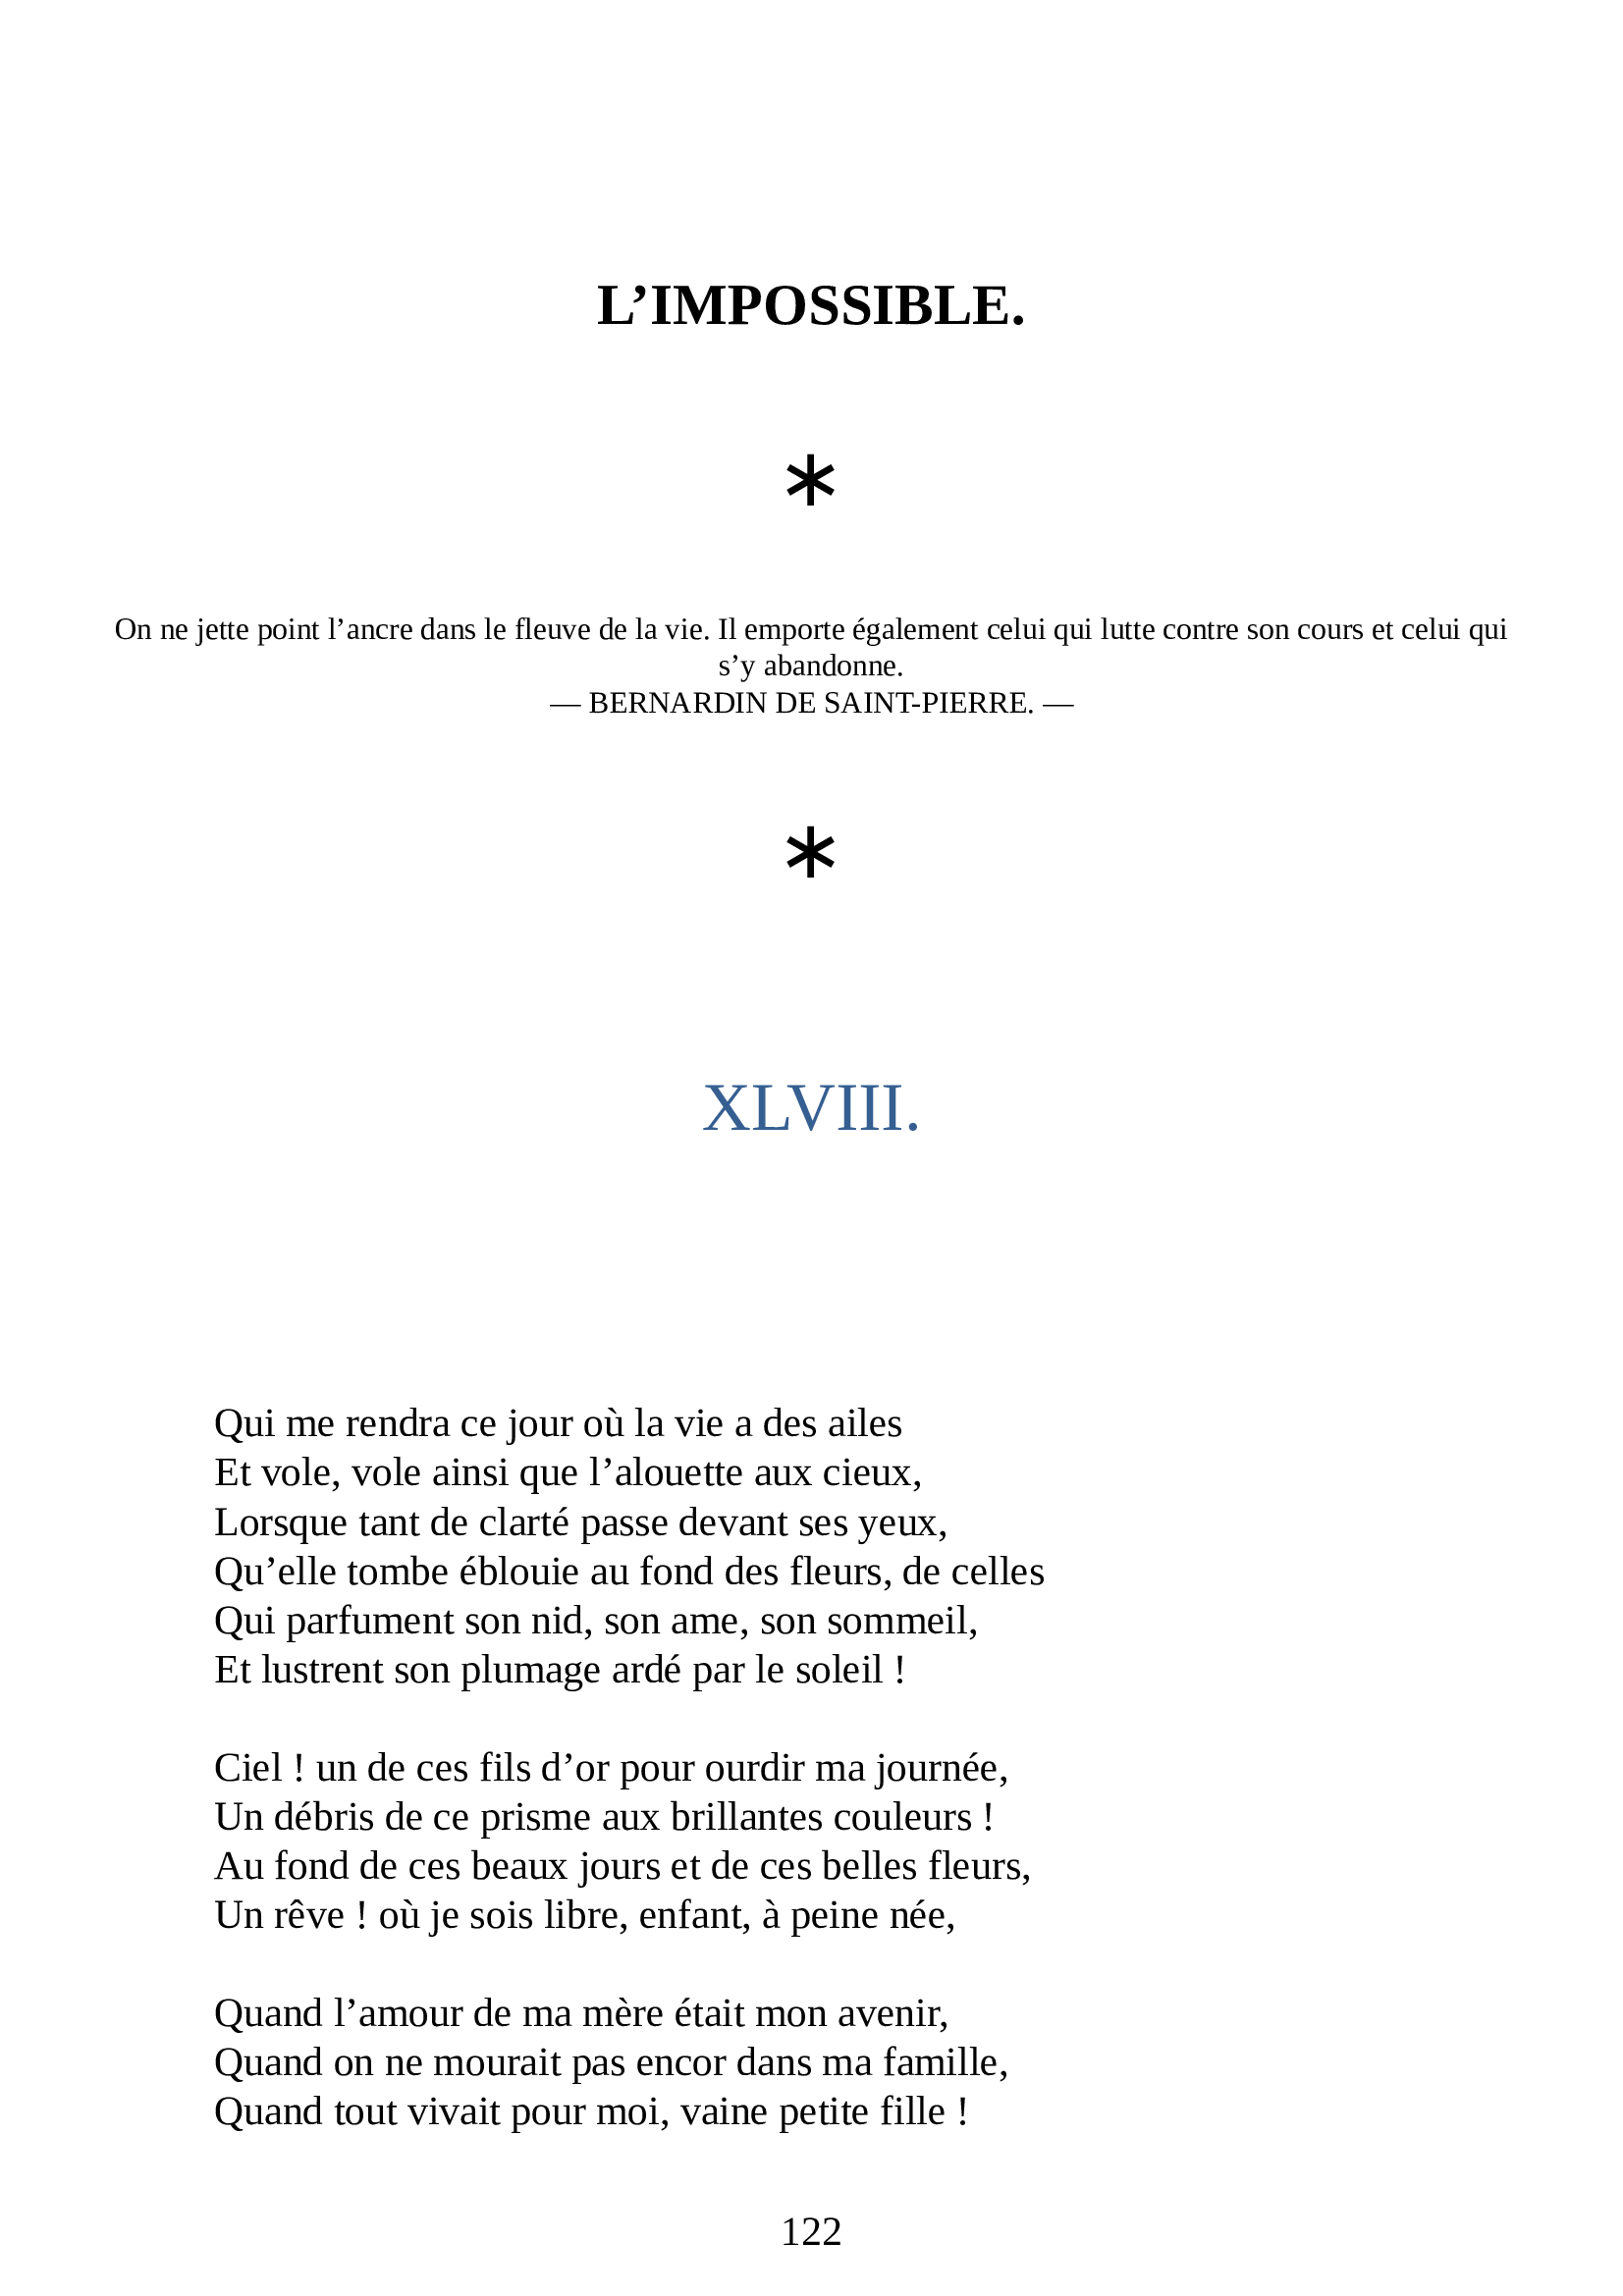 L’IMPOSSIBLE.
*
On ne jette point l’ancre dans le fleuve de la vie. Il emporte également celui qui lutte contre son cours et celui qui
s’y abandonne.
— BERNARDIN DE SAINT-PIERRE. —
*
XLVIII.
Qui me rendra ce jour où la vie a des ailes
Et vole, vole ainsi que l’alouette aux cieux,
Lorsque tant de clarté passe devant ses yeux,
Qu’elle tombe éblouie au fond des fleurs, de celles
Qui parfument son nid, son ame, son sommeil,
Et lustrent son plumage ardé par le soleil !
Ciel ! un de ces fils d’or pour ourdir ma journée,
Un débris de ce prisme aux brillantes couleurs !
Au fond de ces beaux jours et de ces belles fleurs,
Un rêve ! où je sois libre, enfant, à peine née,
Quand l’amour de ma mère était mon avenir,
Quand on ne mourait pas encor dans ma famille,
Quand tout vivait pour moi, vaine petite fille !
122